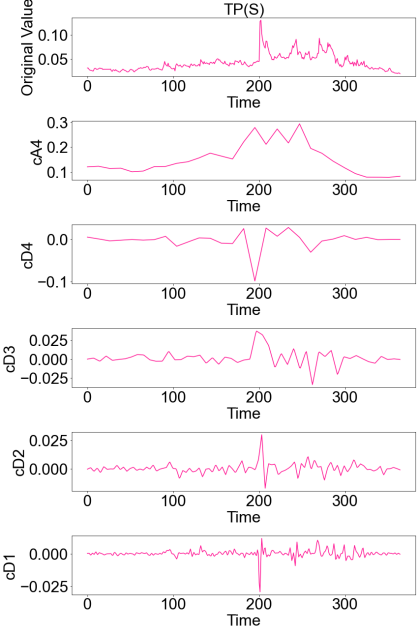 TP(S)
Original Value
0.10
0.05
0 100 200 300
Time
cA4
0.3
0.2
0.1
0 100 200 300
Time
cD4
0.0
−0.1
0 100 200 300
Time
cD3
0.025
0.000
−0.025
0 100 200 300
Time
cD2
0.025
0.000
0 100 200 300
Time
cD1
0.000
−0.025
0 100 200 300
Time